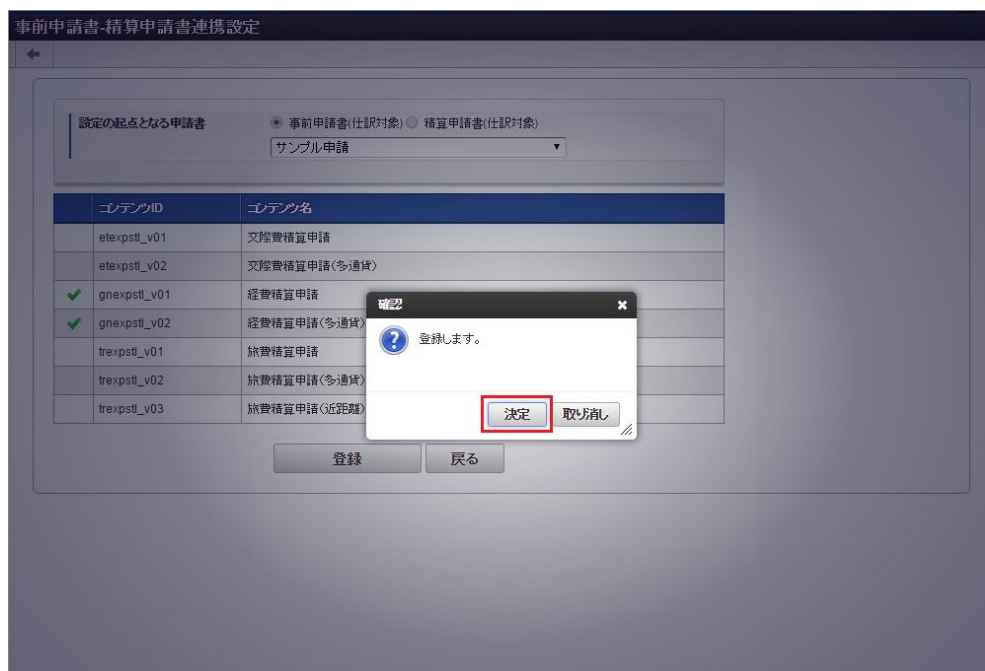 事前申請書-精算申請書連携設定
設定の起点となる申請書
事前申請書(仕訳対象) 精算申請書(仕訳対象)
サンプル申請
コンテンツID コンテンツ名
etexpstl_v01 交際費精算申請
etexpstl_v02 交際費精算申請(多通貨)
gnexpstl_v01 経費精算申請
gnexpstl_v02 経費精算申請(多通貨)
trexpstl_v01 旅費精算申請
trexpstl_v02 旅費精算申請(多通貨)
trexpstl_v03 旅費精算申請(近距離)
確認
登録します。
決定 取り消し
登録 戻る